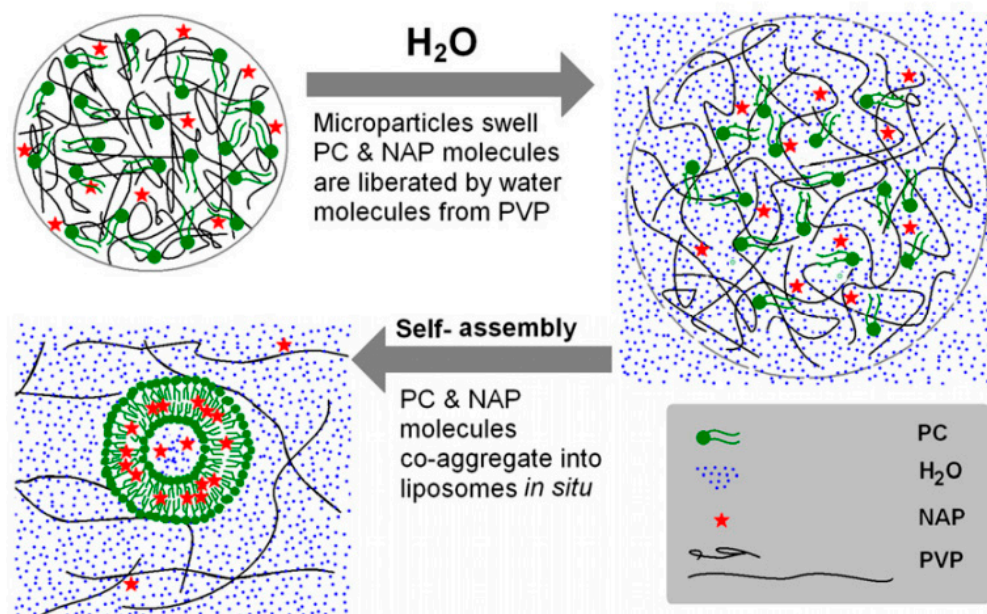 H₂O
Microparticles swell
PC & NAP molecules
are liberated by water
molecules from PVP
Self- assembly
PC & NAP
molecules
co-aggregate into
liposomes in situ
PC
H₂O
NAP
PVP